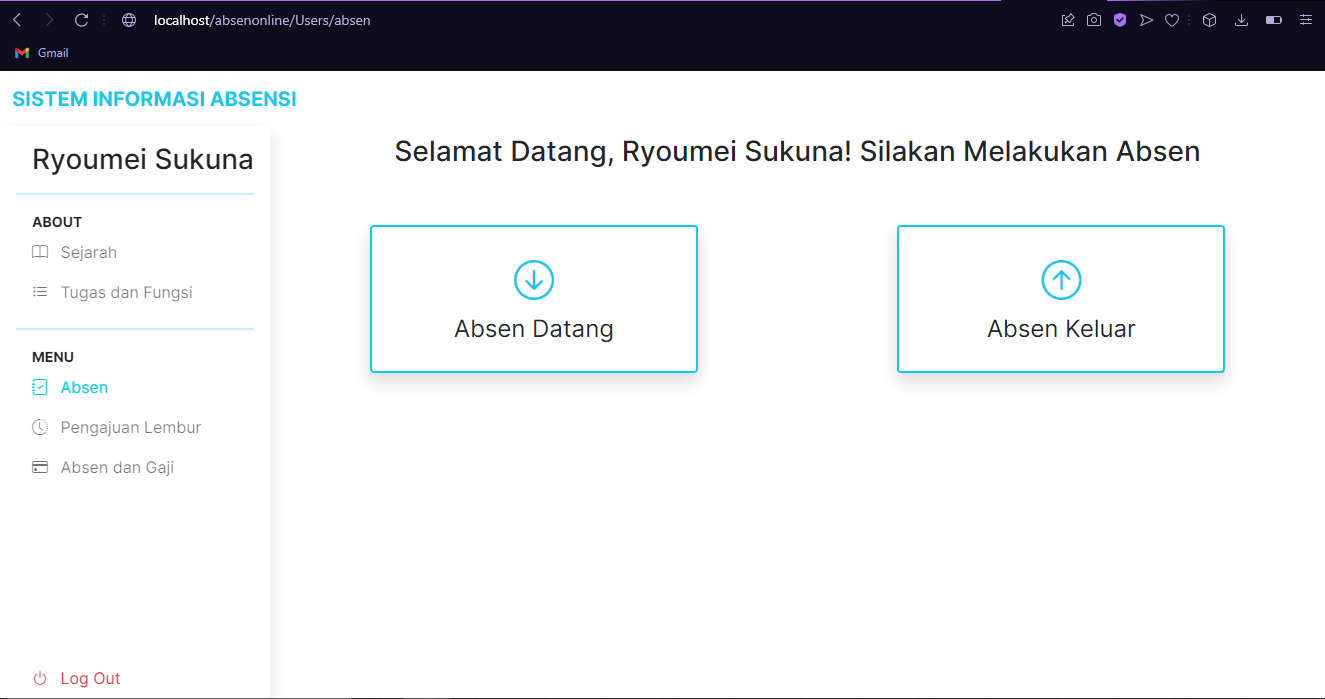 localhost/absenonline/Users/absen
Gmail
SISTEM INFORMASI ABSENSI
Ryoumei Sukuna
ABOUT
Sejarah
Tugas dan Fungsi
MENU
Absen
Pengajuan Lembur
Absen dan Gaji
Log Out
Selamat Datang, Ryoumei Sukuna! Silakan Melakukan Absen
Absen Datang
Absen Keluar